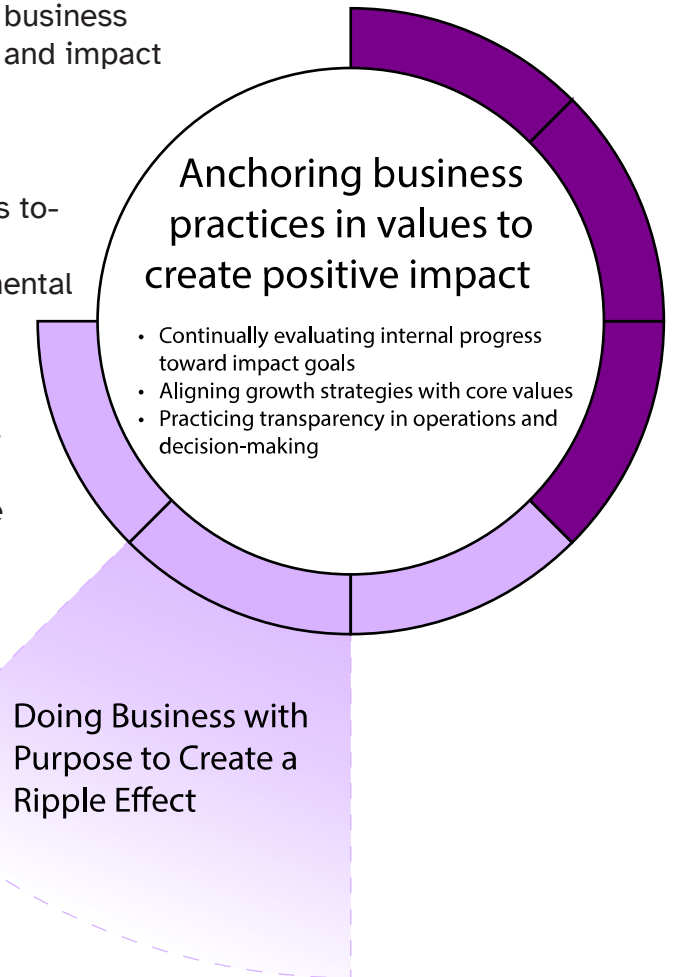 business
and impact
s to-
mental
Anchoring business
practices in values to
create positive impact
• Continually evaluating internal progress
toward impact goals
• Aligning growth strategies with core values
• Practicing transparency in operations and
decision-making
Doing Business with
Purpose to Create a
Ripple Effect